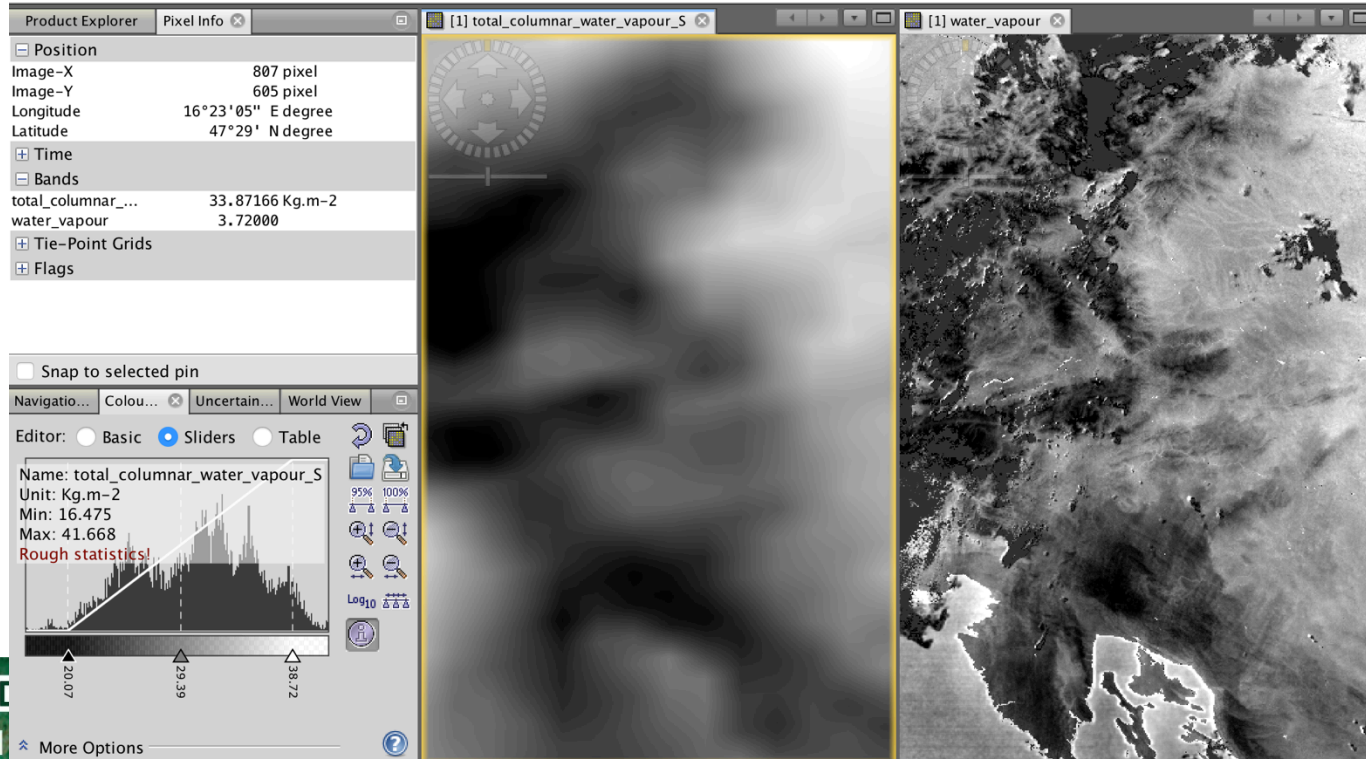 Product Explorer Pixel Info
[1] total_columnar_water_vapour_S
[1] water_vapour
Position
Image-X 807 pixel
Image-Y 605 pixel
Longitude 16°23'05" E degree
Latitude 47°29' N degree
Time
Bands
total_columnar_... 33.87166 Kg.m-2
water_vapour 3.72000
Tie-Point Grids
Flags
Snap to selected pin
Navigatio... Colou... Uncertain... World View
Editor: Basic Sliders Table
Name: total_columnar_water_vapour_S
Unit: Kg.m-2
Min: 16.475
Max: 41.668
Rough statistics!
95% 100%
Log10
20.07 29.39 38.72
More Options
?